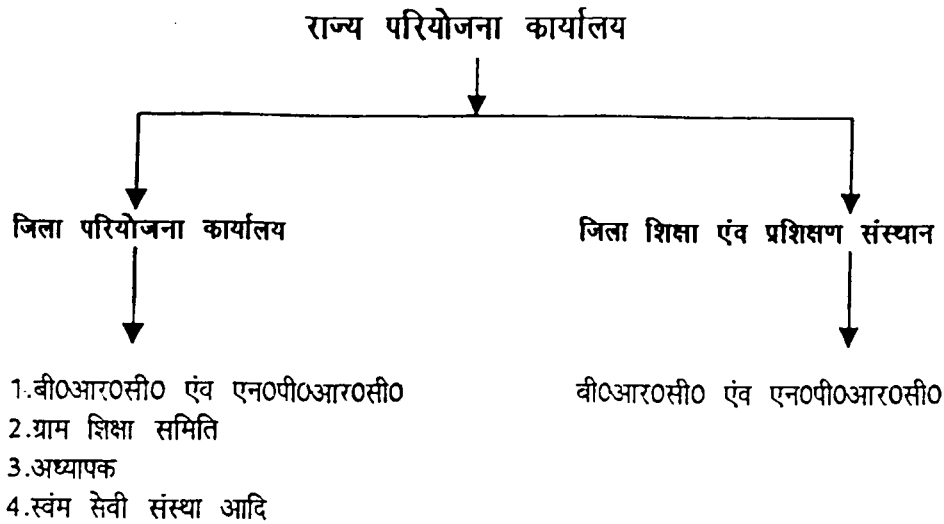 राज्य परियोजना कार्यालय
जिला परियोजना कार्यालय
जिला शिक्षा एंव प्रशिक्षण संस्थान
1.बी0आर0सी0 एंव एन0पी0आर0सी0
2.ग्राम शिक्षा समिति
3.अध्यापक
4.स्वंम सेवी संस्था आदि
बी0आर0सी0 एंव एन0पी0आर0सी0